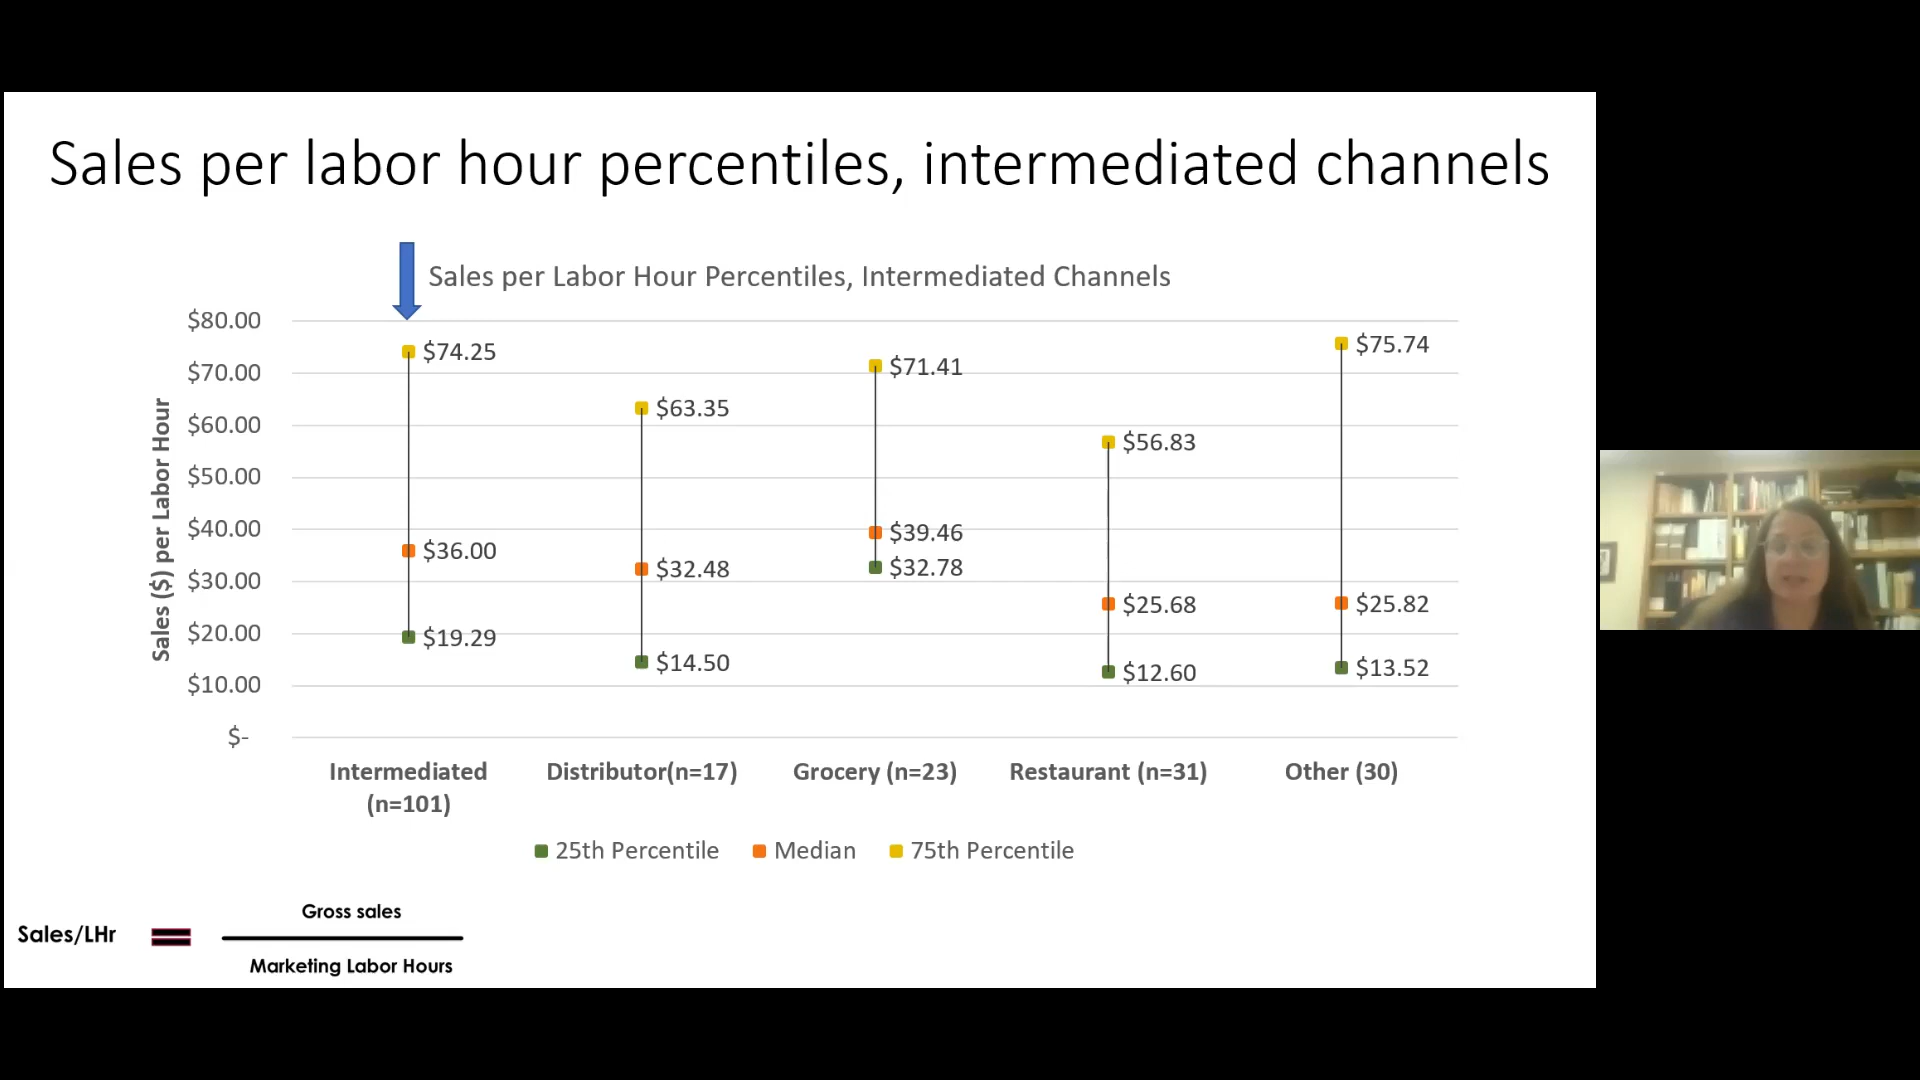 Sales per labor hour percentiles, intermediated channels
Sales per Labor Hour Percentiles, Intermediated Channels
Sales ($) per Labor Hour
$80.00
$70.00
$60.00
$50.00
$40.00
$30.00
$20.00
$10.00
$-
$74.25
$36.00
$19.29
$63.35
$32.48
$14.50
$71.41
$39.46
$32.78
$56.83
$25.68
$12.60
$75.74
$25.82
$13.52
Intermediated
(n=101)
Distributor(n=17)
Grocery (n=23)
Restaurant (n=31)
Other (30)
25th Percentile
Median
75th Percentile
Sales/LHr
=
Gross sales
Marketing Labor Hours